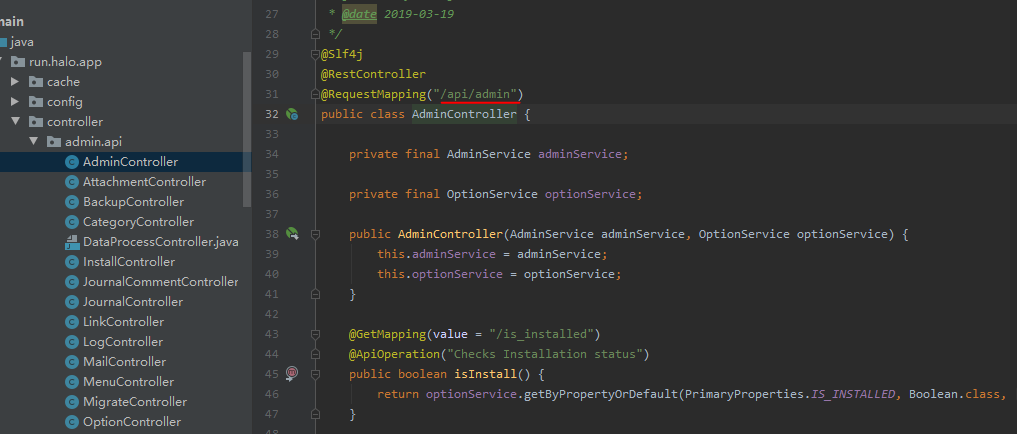 main
java
run.halo.app
cache
config
controller
admin.api
AdminController
AttachmentController
BackupController
CategoryController
DataProcessController.java
InstallController
JournalCommentController
JournalController
LinkController
LogController
MailController
MenuController
MigrateController
OptionController
27 * @date 2019-03-19
28 */
29 @Slf4j
30 @RestController
31 @RequestMapping("/api/admin")
32 public class AdminController {
33
34 private final AdminService adminService;
35
36 private final OptionService optionService;
37
38 public AdminController(AdminService adminService, OptionService optionService) {
39 this.adminService = adminService;
40 this.optionService = optionService;
41 }
42
43 @GetMapping(value = "/is_installed")
44 @ApiOperation("Checks Installation status")
45 public boolean isInstall() {
46 return optionService.getByPropertyOrDefault(PrimaryProperties.IS_INSTALLED, Boolean.class,
47 }